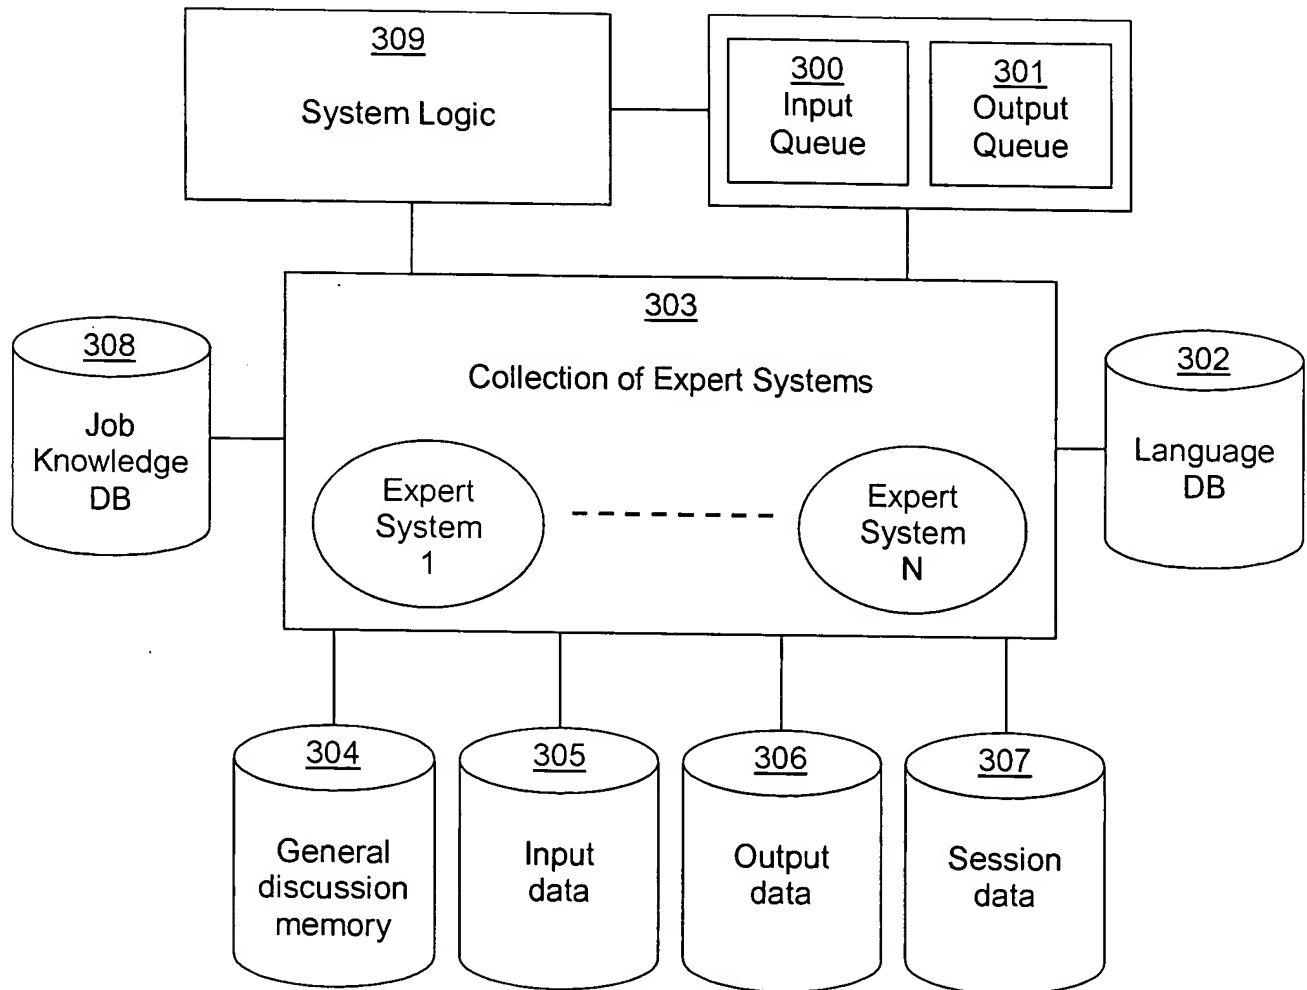 309
System Logic
300
Input
Queue
301
Output
Queue
303
Collection of Expert Systems
308
Job
Knowledge
DB
302
Language
DB
Expert
System
1
Expert
System
N
304
General
discussion
memory
305
Input
data
306
Output
data
307
Session
data